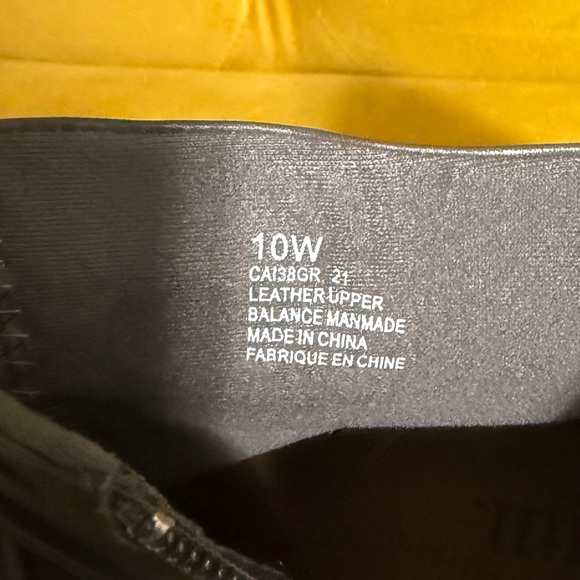 10W
CA138GR 21
LEATHER UPPER
BALANCE MANMADE
MADE IN CHINA
FABRIQUE EN CHINE